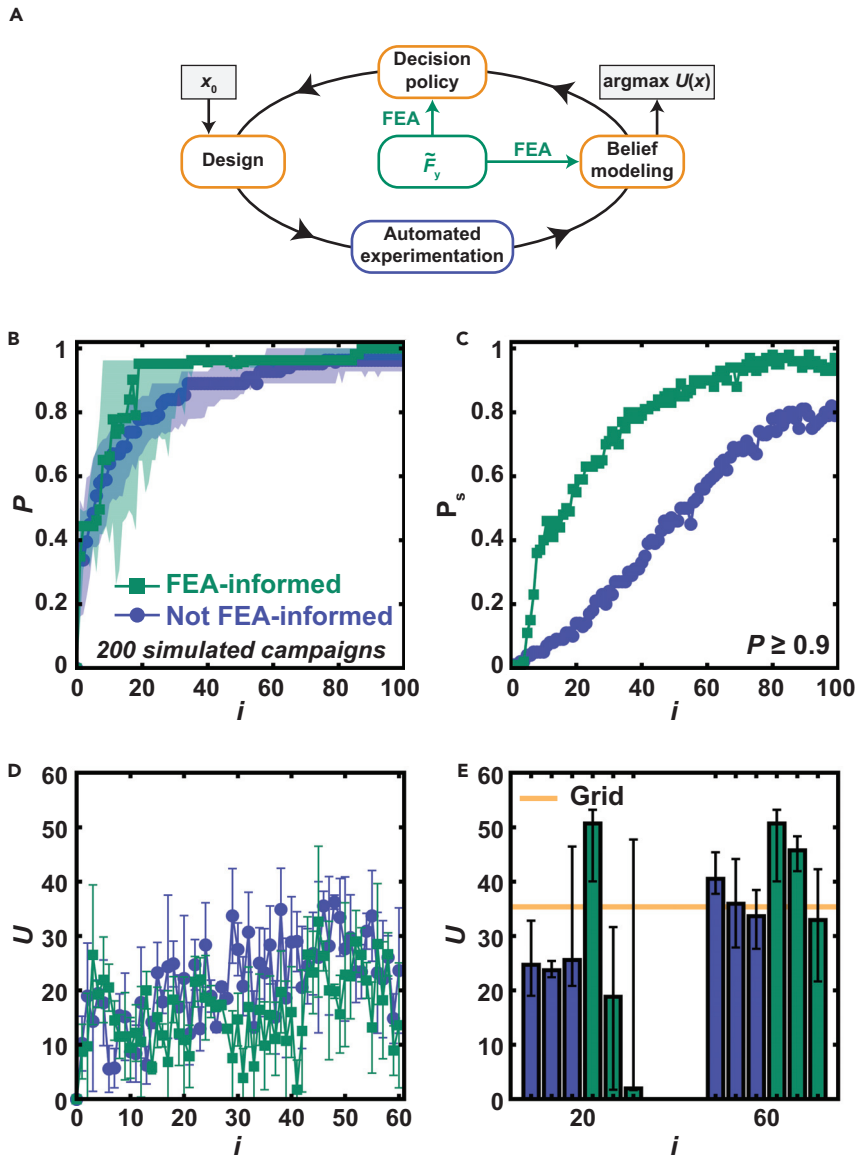 A
Decision
policy
x₀
argmax U(x)
FEA
FEA
Design
F̃ᵧ
Belief
modeling
Automated
experimentation
B
1
0.8
0.6
0.4
0.2
0
P
FEA-informed
Not FEA-informed
200 simulated campaigns
0 20 40 60 80 100
i
C
1
0.8
0.6
0.4
0.2
0
Pₛ
P ≥ 0.9
0 20 40 60 80 100
i
D
60
50
40
30
20
10
0
U
0 10 20 30 40 50 60
i
E
60
50
40
30
20
10
0
U
Grid
20 60
i